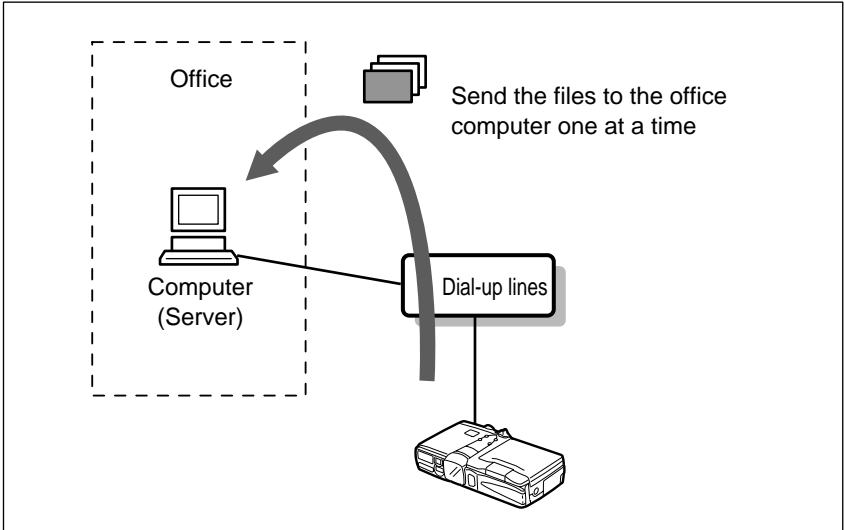 Office
Send the files to the office
computer one at a time
Computer
(Server)
Dial-up lines